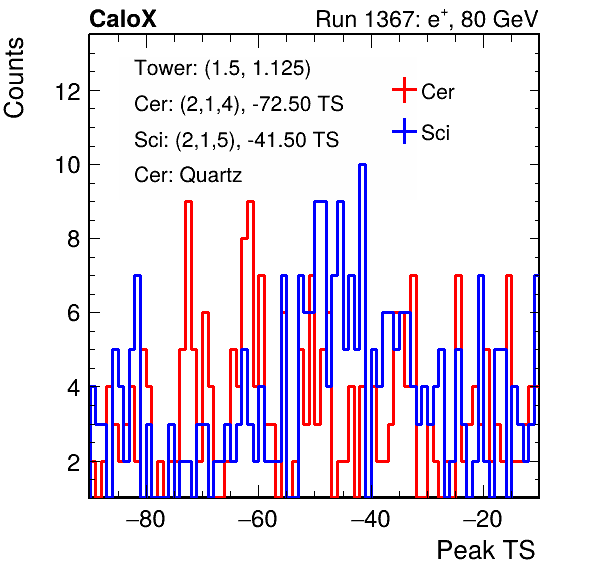 CaloX Run 1367: e⁺, 80 GeV
Counts
Tower: (1.5, 1.125)
Cer: (2,1,4), -72.50 TS
Sci: (2,1,5), -41.50 TS
Cer: Quartz
Cer
Sci
12
10
8
6
4
2
−80 −60 −40 −20
Peak TS